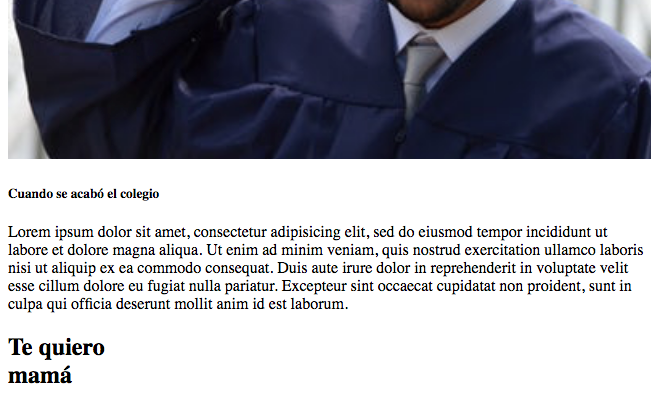 Cuando se acabó el colegio
Lorem ipsum dolor sit amet, consectetur adipisicing elit, sed do eiusmod tempor incididunt ut
labore et dolore magna aliqua. Ut enim ad minim veniam, quis nostrud exercitation ullamco laboris
nisi ut aliquip ex ea commodo consequat. Duis aute irure dolor in reprehenderit in voluptate velit
esse cillum dolore eu fugiat nulla pariatur. Excepteur sint occaecat cupidatat non proident, sunt in
culpa qui officia deserunt mollit anim id est laborum.
Te quiero
mamá